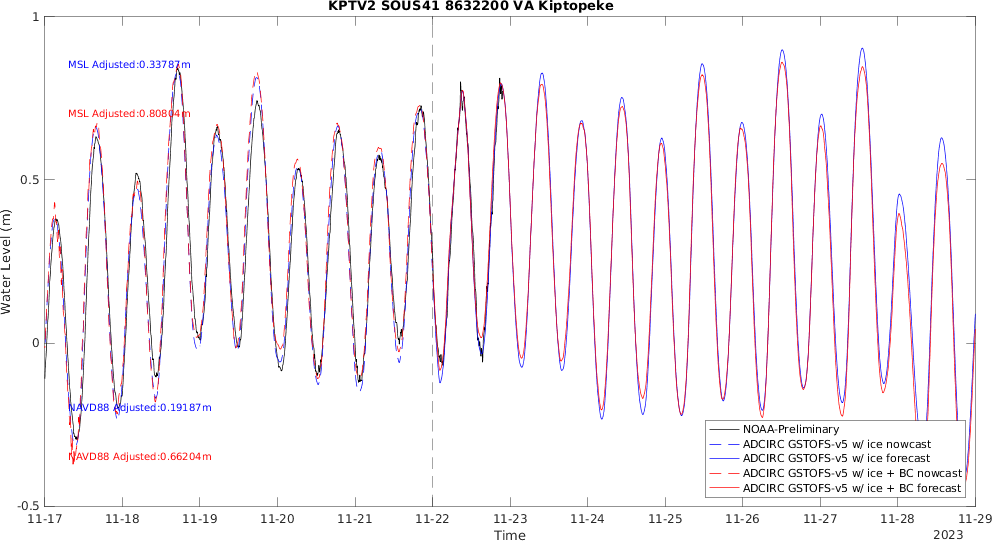 KPTV2 SOUS41 8632200 VA Kiptopeke
1
MSL Adjusted:0.33787m
MSL Adjusted:0.80804m
0.5
Water Level (m)
0
NAVD88 Adjusted:0.19187m
NAVD88 Adjusted:0.66204m
NOAA-Preliminary
ADCIRC GSTOFS-v5 w/ ice nowcast
ADCIRC GSTOFS-v5 w/ ice forecast
ADCIRC GSTOFS-v5 w/ ice + BC nowcast
ADCIRC GSTOFS-v5 w/ ice + BC forecast
-0.5
11-17 11-18 11-19 11-20 11-21 11-22 11-23 11-24 11-25 11-26 11-27 11-28 11-29
Time
2023